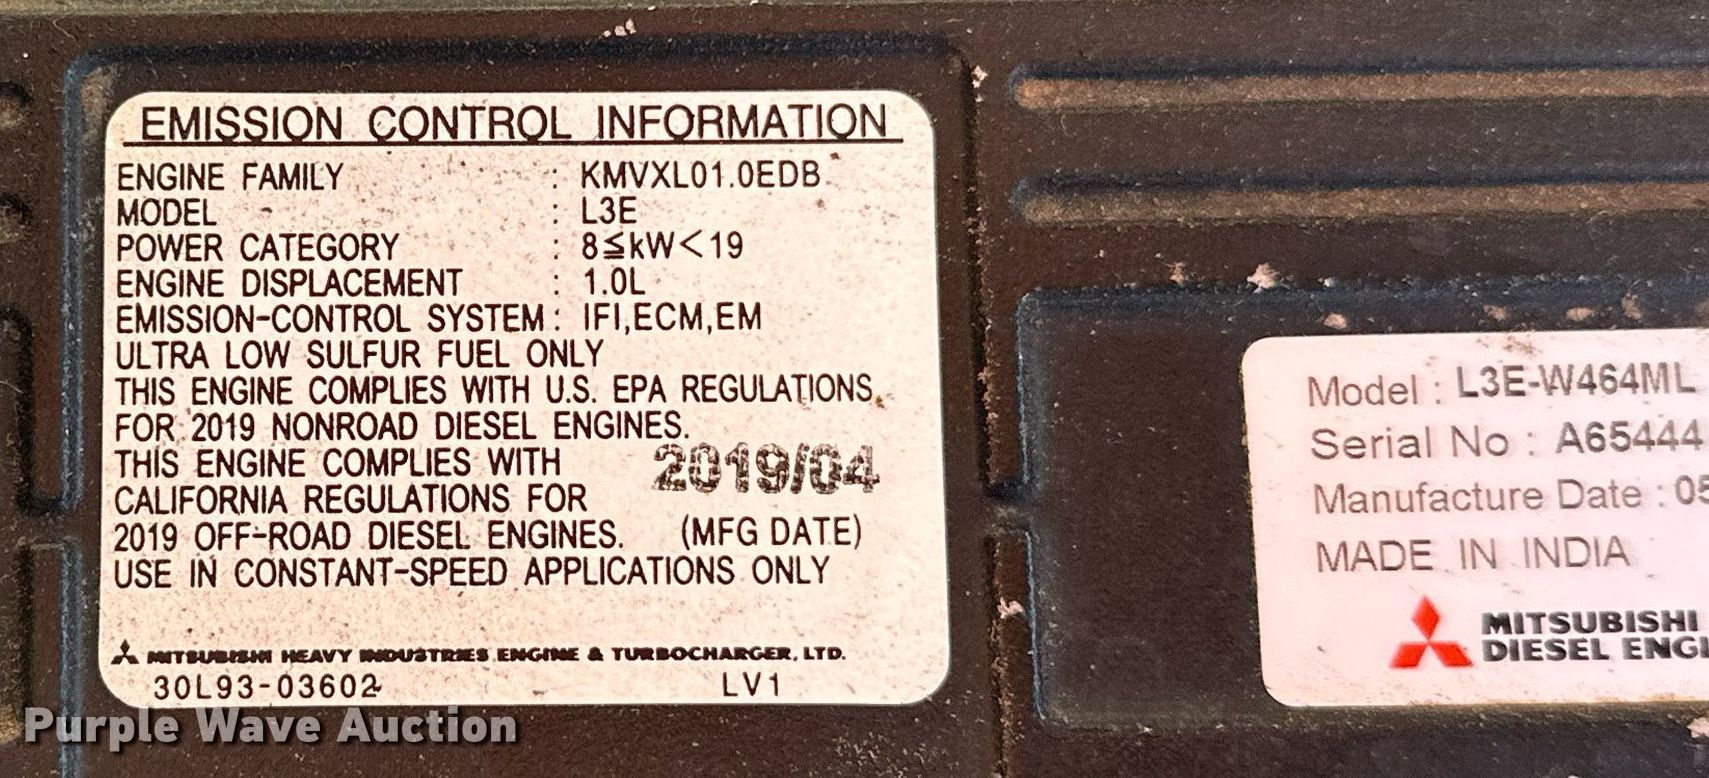 EMISSION CONTROL INFORMATION
ENGINE FAMILY : KMVXL01.0EDB
MODEL : L3E
POWER CATEGORY : 8≦kW<19
ENGINE DISPLACEMENT : 1.0L
EMISSION-CONTROL SYSTEM : IFI,ECM,EM
ULTRA LOW SULFUR FUEL ONLY
THIS ENGINE COMPLIES WITH U.S. EPA REGULATIONS
FOR 2019 NONROAD DIESEL ENGINES.
THIS ENGINE COMPLIES WITH 2019/04
CALIFORNIA REGULATIONS FOR
2019 OFF-ROAD DIESEL ENGINES. (MFG DATE)
USE IN CONSTANT-SPEED APPLICATIONS ONLY
MITSUBISHI HEAVY INDUSTRIES ENGINE & TURBOCHARGER, LTD.
30L93-03602 LV1
Model : L3E-W464ML
Serial No : A65444
Manufacture Date : 05
MADE IN INDIA
MITSUBISHI
DIESEL ENGI
Purple Wave Auction